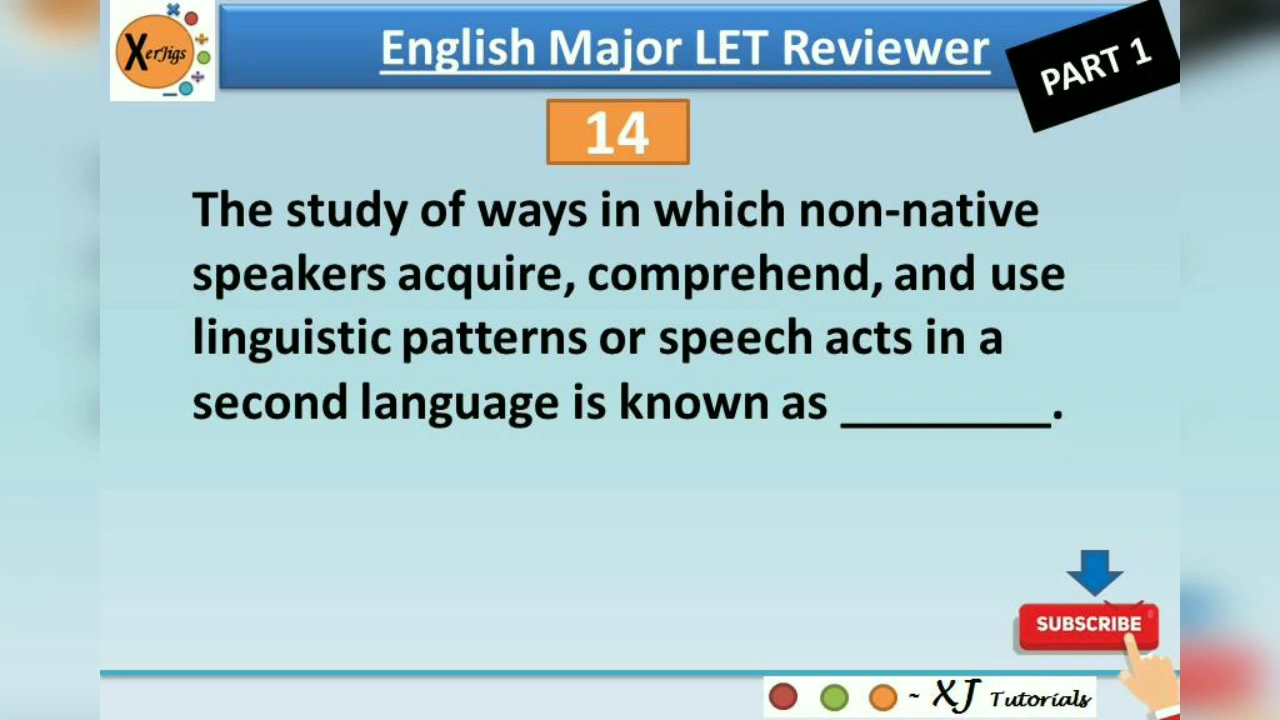 XerJigs
English Major LET Reviewer
PART 1
14
The study of ways in which non-native
speakers acquire, comprehend, and use
linguistic patterns or speech acts in a
second language is known as ________.
SUBSCRIBE
~ XJ Tutorials